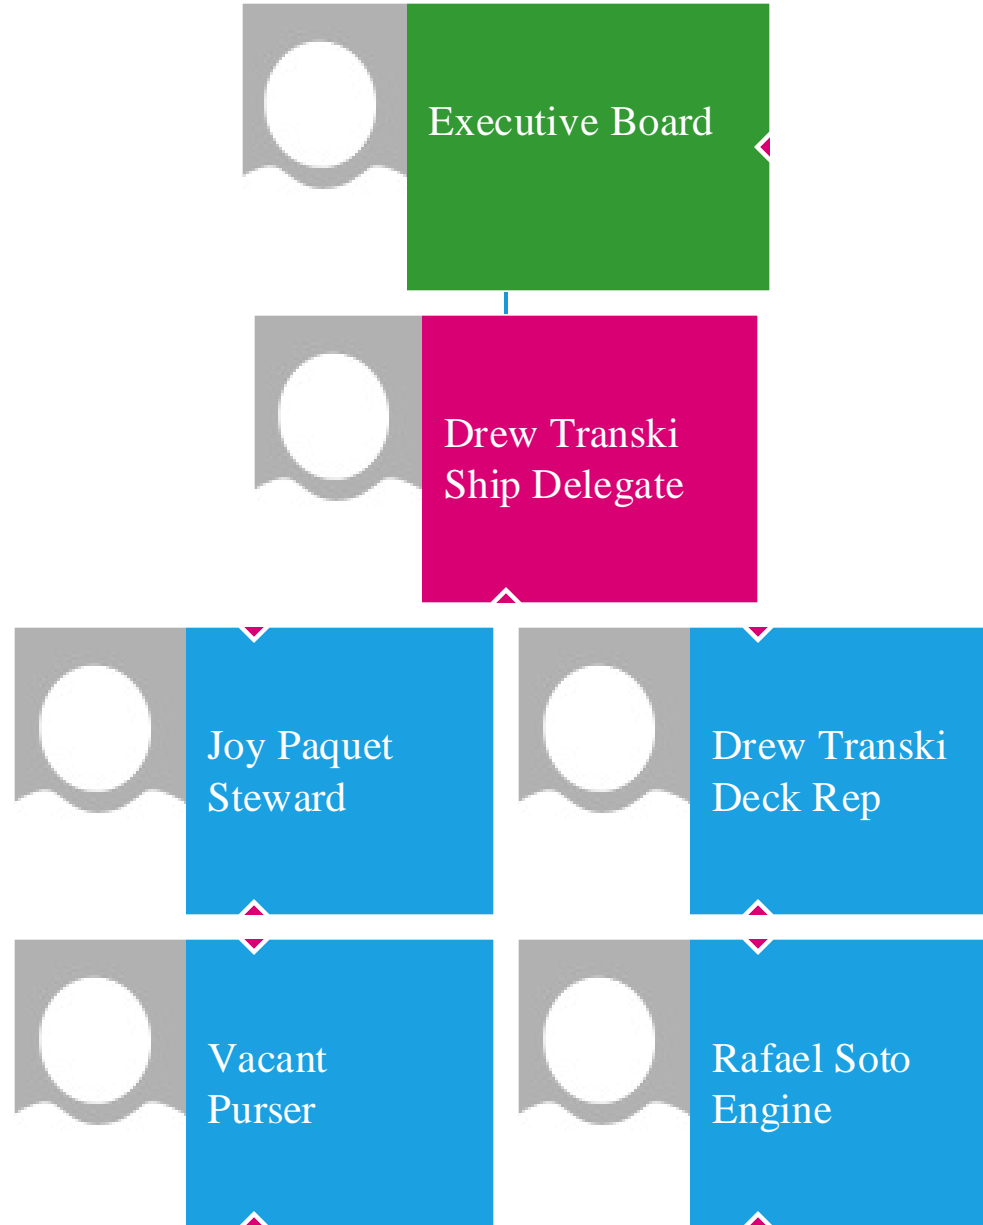 Executive Board
Drew Transki
Ship Delegate
Joy Paquet
Steward
Drew Transki
Deck Rep
Vacant
Purser
Rafael Soto
Engine